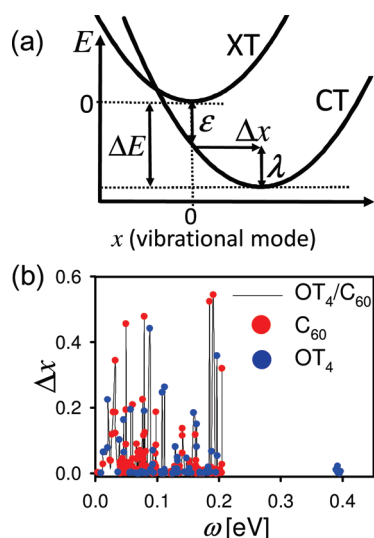 (a)
E
XT
CT
0
ε
Δx
ΔE
λ
0
x (vibrational mode)
(b)
0.6
0.4
0.2
0.0
Δx
OT4/C60
C60
OT4
0.0 0.1 0.2 0.3 0.4
ω [eV]